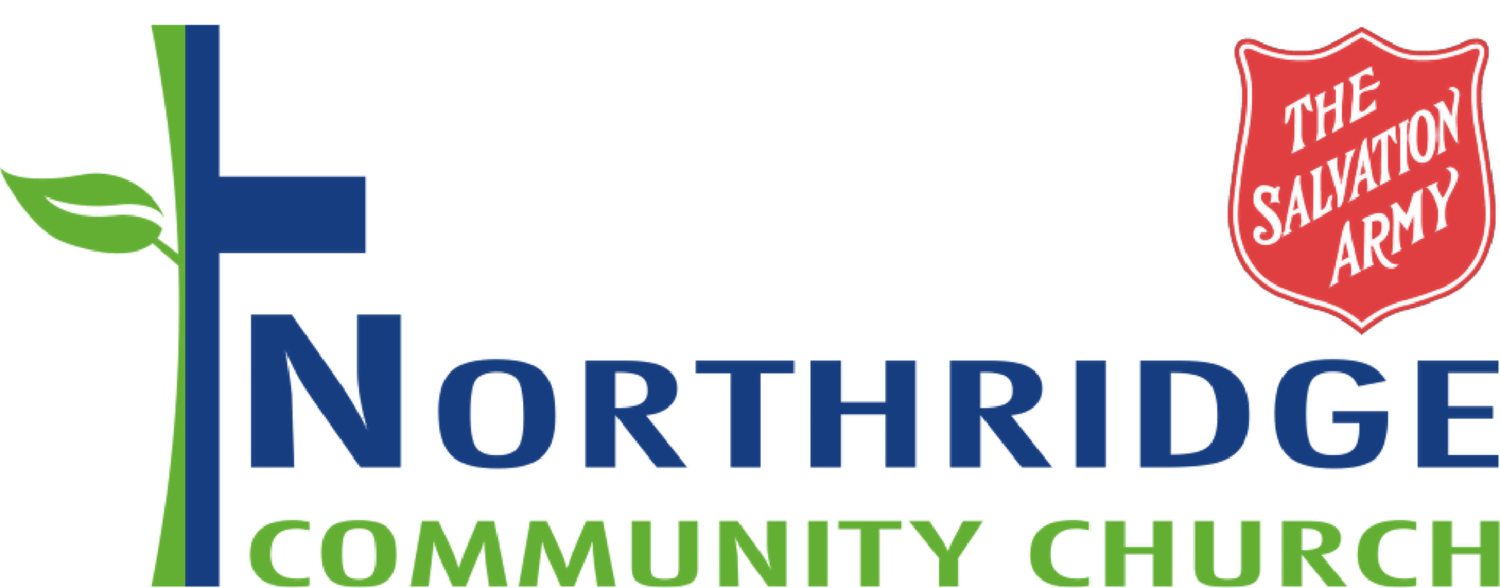 THE
SALVATION
ARMY
NORTHRIDGE
COMMUNITY CHURCH